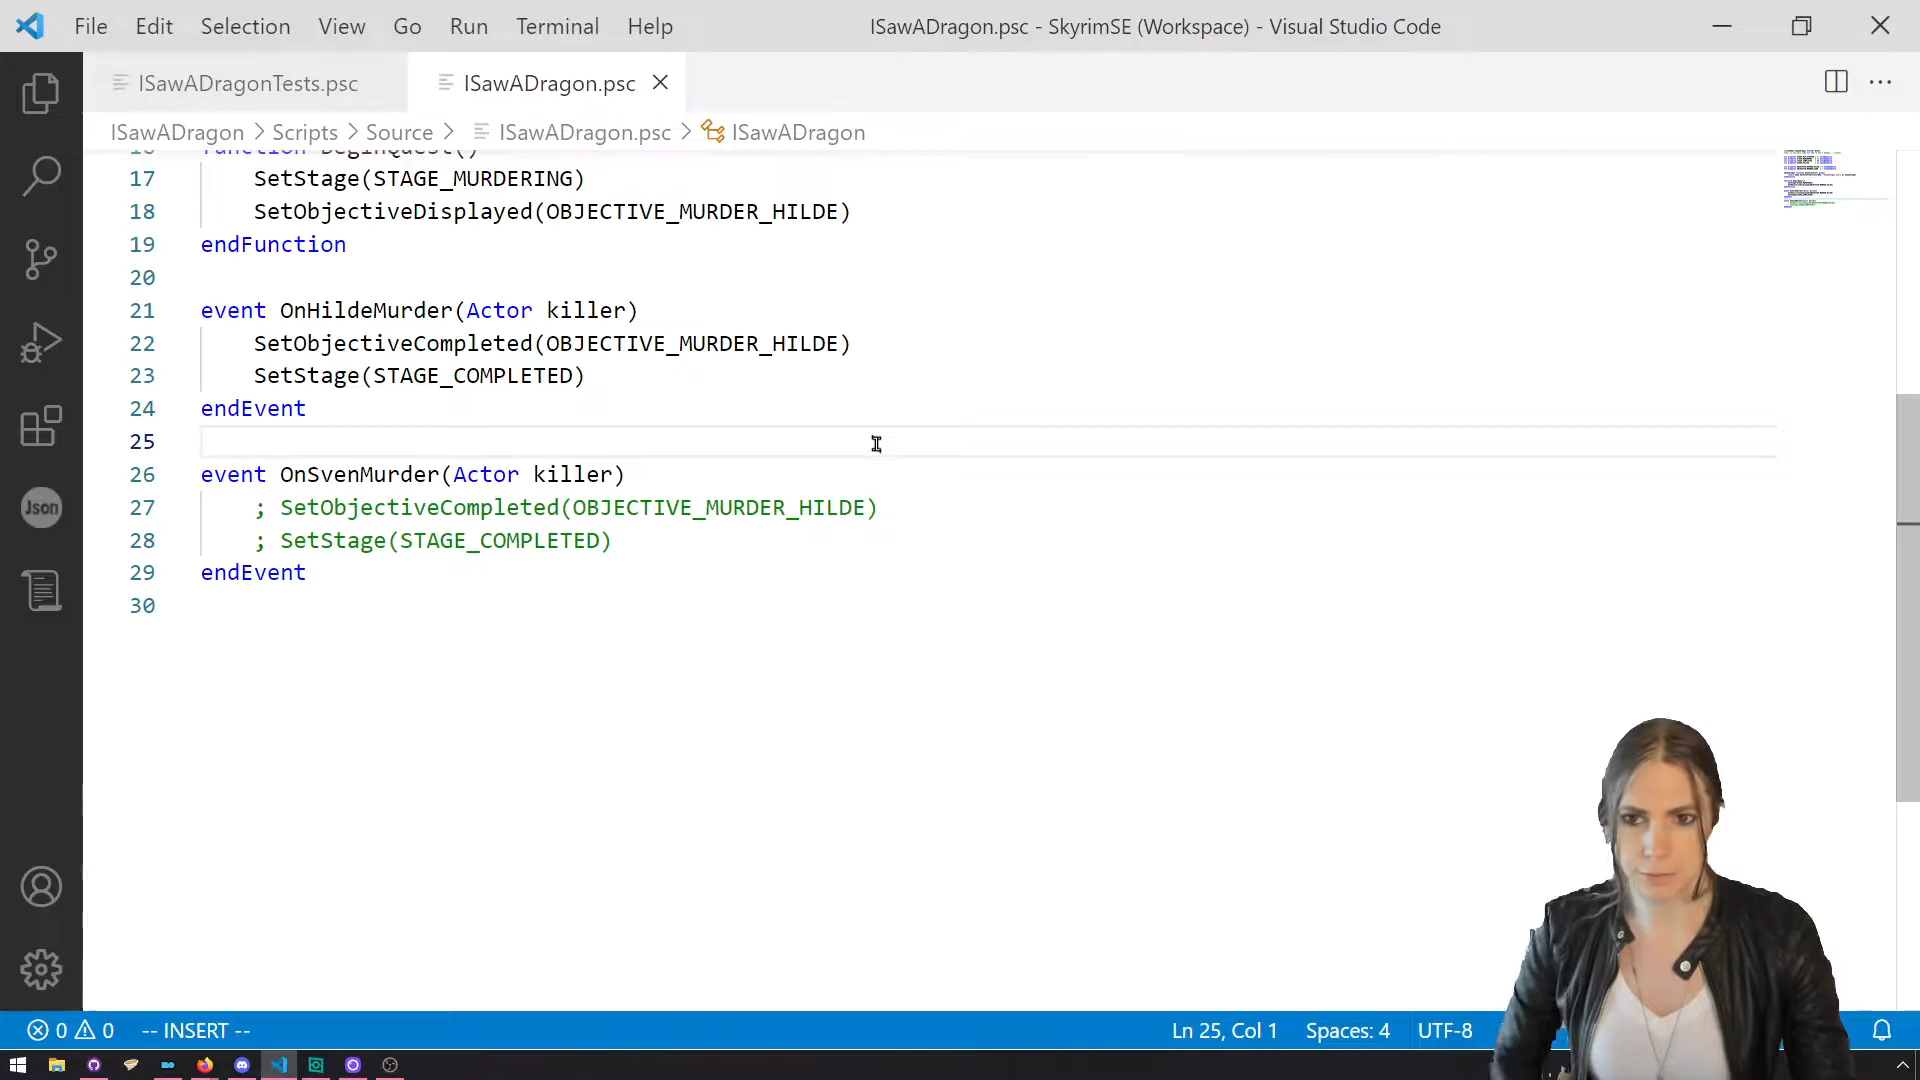 File Edit Selection View Go Run Terminal Help ISawADragon.psc - SkyrimSE (Workspace) - Visual Studio Code
ISawADragonTests.psc ISawADragon.psc
ISawADragon > Scripts > Source > ISawADragon.psc > ISawADragon
16 function BeginQuest()
17 SetStage(STAGE_MURDERING)
18 SetObjectiveDisplayed(OBJECTIVE_MURDER_HILDE)
19 endFunction
20
21 event OnHildeMurder(Actor killer)
22 SetObjectiveCompleted(OBJECTIVE_MURDER_HILDE)
23 SetStage(STAGE_COMPLETED)
24 endEvent
25
26 event OnSvenMurder(Actor killer)
27 ; SetObjectiveCompleted(OBJECTIVE_MURDER_HILDE)
28 ; SetStage(STAGE_COMPLETED)
29 endEvent
30
Json
0 0 -- INSERT -- Ln 25, Col 1 Spaces: 4 UTF-8